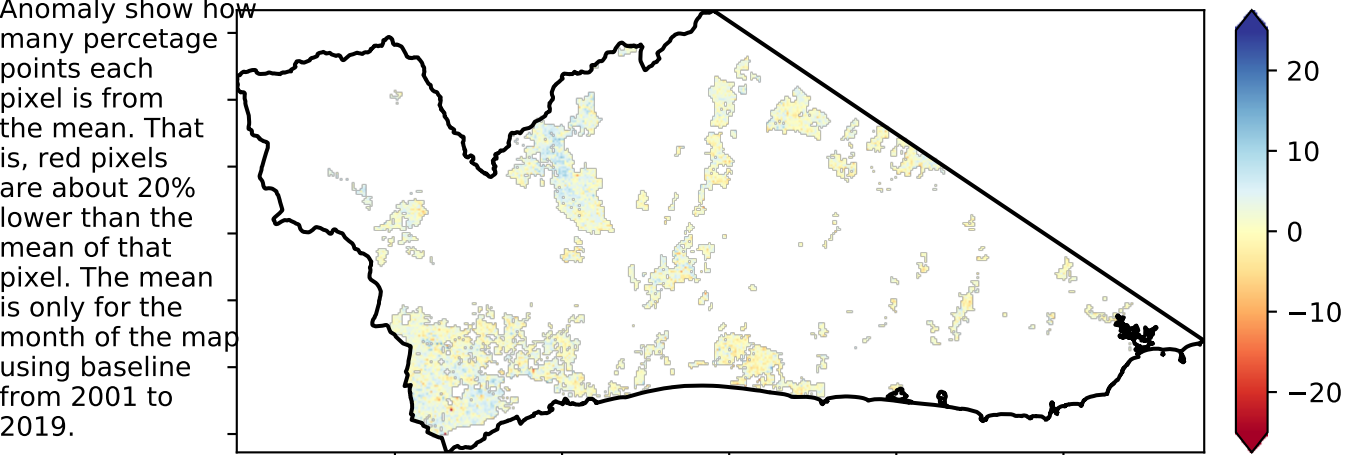 Anomaly show how
many percetage
points each
pixel is from
the mean. That
is, red pixels
are about 20%
lower than the
mean of that
pixel. The mean
is only for the
month of the map
using baseline
from 2001 to
2019.
20
10
0
−10
−20